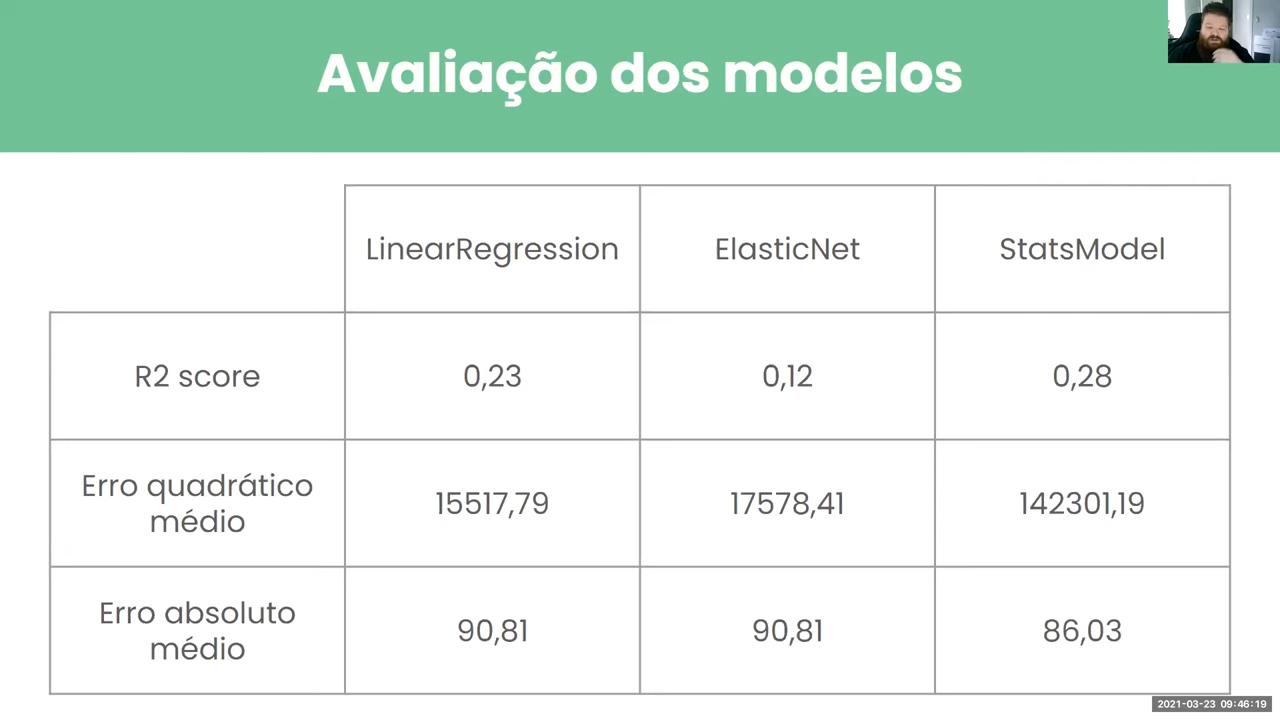 Avaliação dos modelos
LinearRegression
ElasticNet
StatsModel
R2 score
0,23
0,12
0,28
Erro quadrático
médio
15517,79
17578,41
142301,19
Erro absoluto
médio
90,81
90,81
86,03
2021-03-23 09:46:19